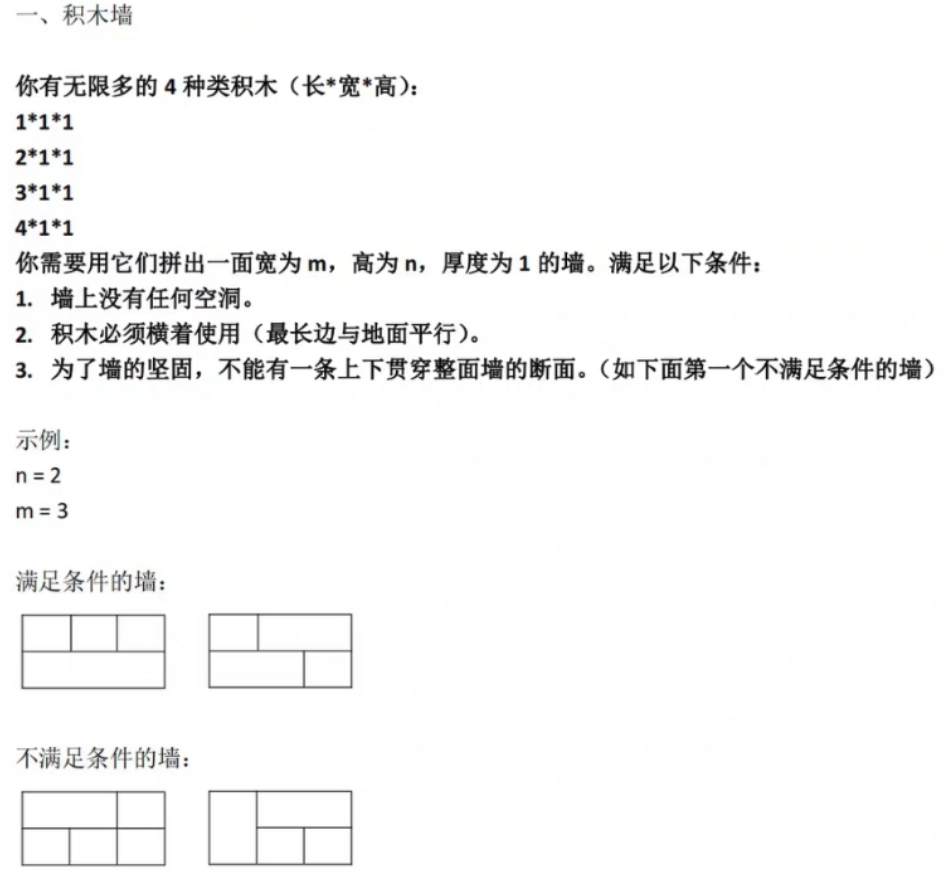 一、积木墙
你有无限多的 4 种类积木（长*宽*高）：
1*1*1
2*1*1
3*1*1
4*1*1
你需要用它们拼出一面宽为 m，高为 n，厚度为 1 的墙。满足以下条件：
1. 墙上没有任何空洞。
2. 积木必须横着使用（最长边与地面平行）。
3. 为了墙的坚固，不能有一条上下贯穿整面墙的断面。（如下面第一个不满足条件的墙）
示例：
n = 2
m = 3
满足条件的墙：
不满足条件的墙：